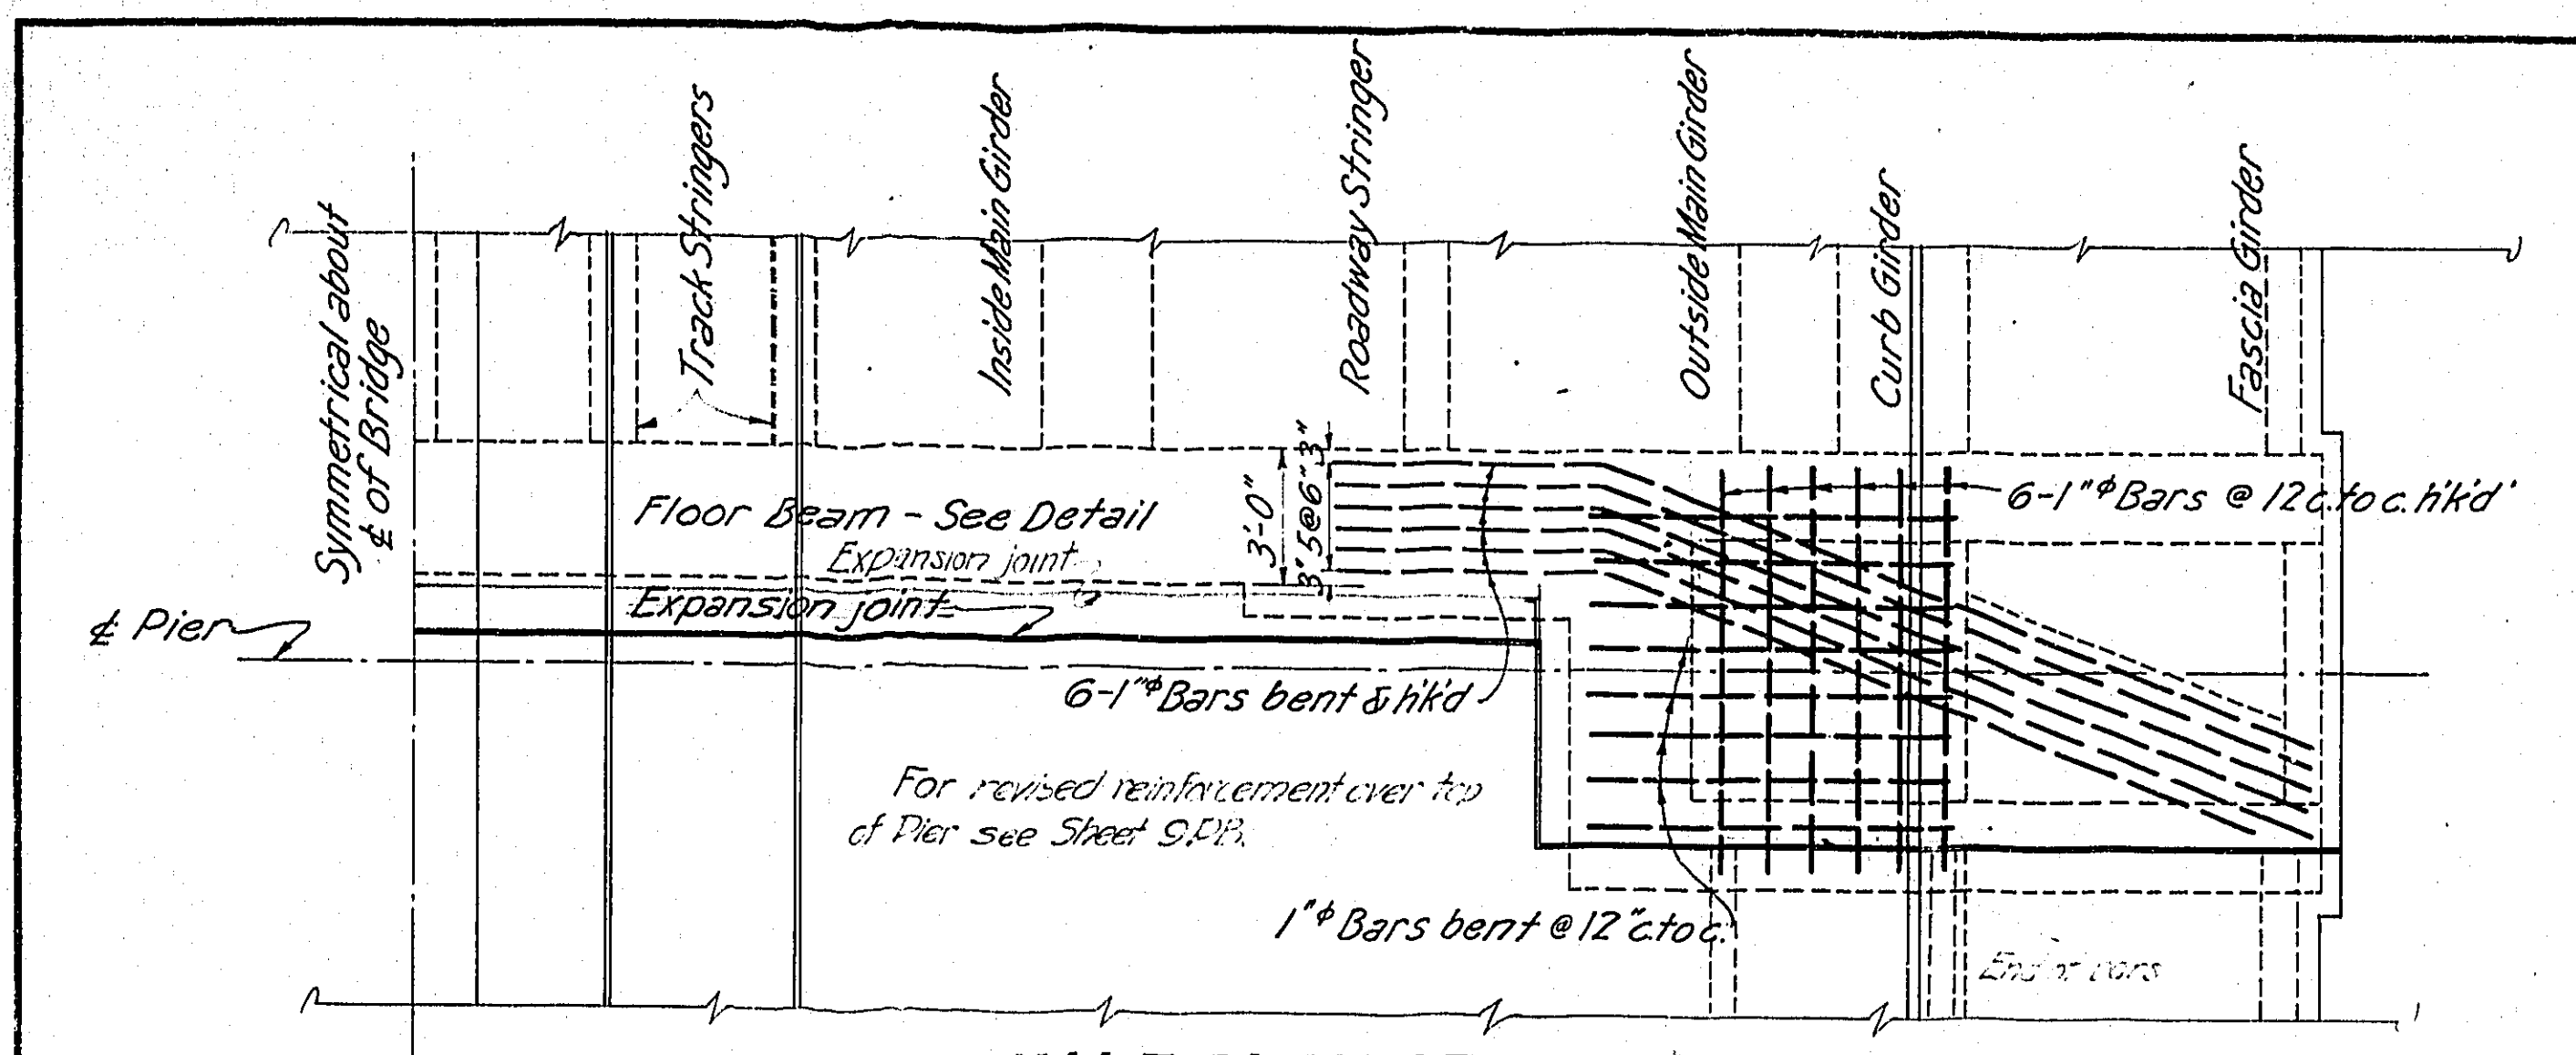 Symmetrical about
℄ of Bridge
Track Stringers
Inside Main Girder
Roadway Stringer
Outside Main Girder
Curb Girder
Fascia Girder
Floor Beam - See Detail
Expansion joint
Expansion joint
℄ Pier
3'-0"
3" 5@6" 3"
6-1"ᶲ Bars @ 12 c. to c. h'k'd
6-1"ᶲ Bars bent & h'k'd
For revised reinforcement over top
of Pier see Sheet 9.P.B.
1"ᶲ Bars bent @ 12" c. to c.
End of bars